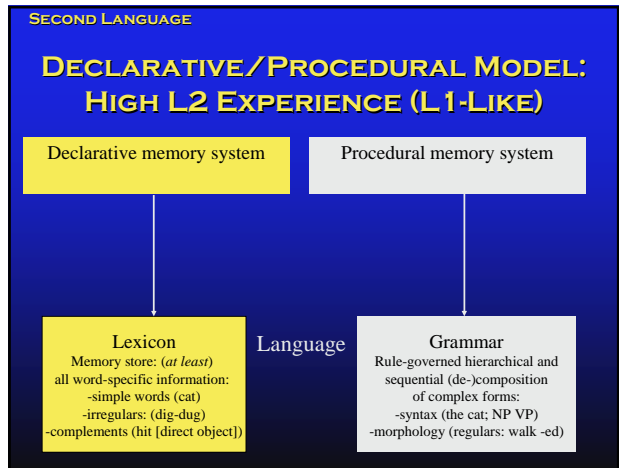 SECOND LANGUAGE
DECLARATIVE/PROCEDURAL MODEL:
HIGH L2 EXPERIENCE (L1-LIKE)
Declarative memory system
Procedural memory system
Lexicon
Memory store: (at least)
all word-specific information:
-simple words (cat)
-irregulars: (dig-dug)
-complements (hit [direct object])
Language
Grammar
Rule-governed hierarchical and
sequential (de-)composition
of complex forms:
-syntax (the cat; NP VP)
-morphology (regulars: walk -ed)